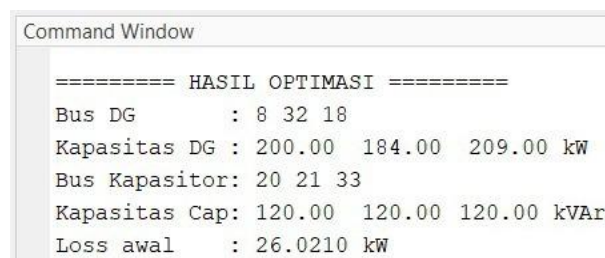 Command Window
========= HASIL OPTIMASI =========
Bus DG : 8 32 18
Kapasitas DG : 200.00 184.00 209.00 kW
Bus Kapasitor: 20 21 33
Kapasitas Cap: 120.00 120.00 120.00 kVAr
Loss awal : 26.0210 kW